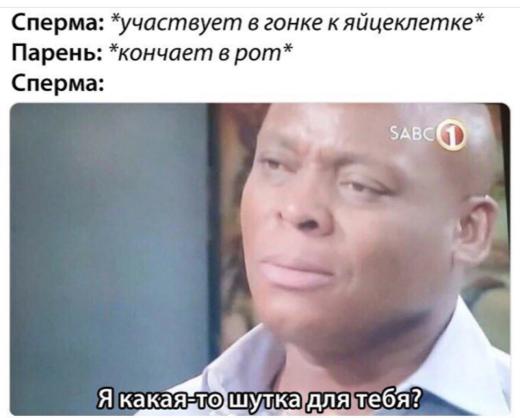 Сперма: *участвует в гонке к яйцеклетке*
Парень: *кончает в рот*
Сперма:
SABC 1
Я какая-то шутка для тебя?